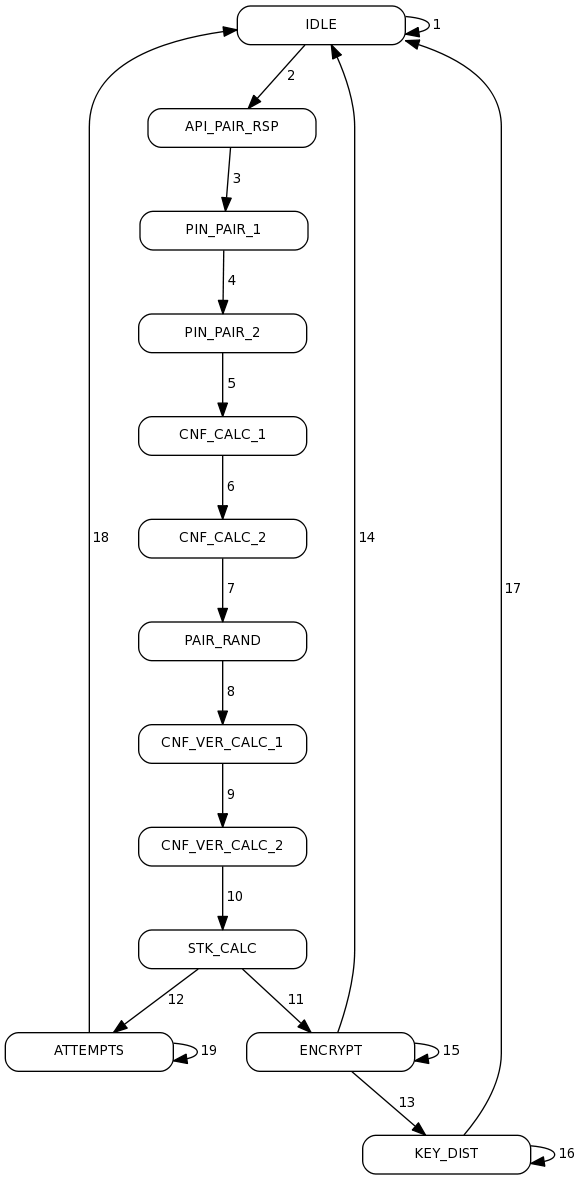 IDLE
1
2
API_PAIR_RSP
3
PIN_PAIR_1
4
PIN_PAIR_2
5
CNF_CALC_1
6
CNF_CALC_2
18
14
7
17
PAIR_RAND
8
CNF_VER_CALC_1
9
CNF_VER_CALC_2
10
STK_CALC
12
11
ATTEMPTS
19
ENCRYPT
15
13
KEY_DIST
16